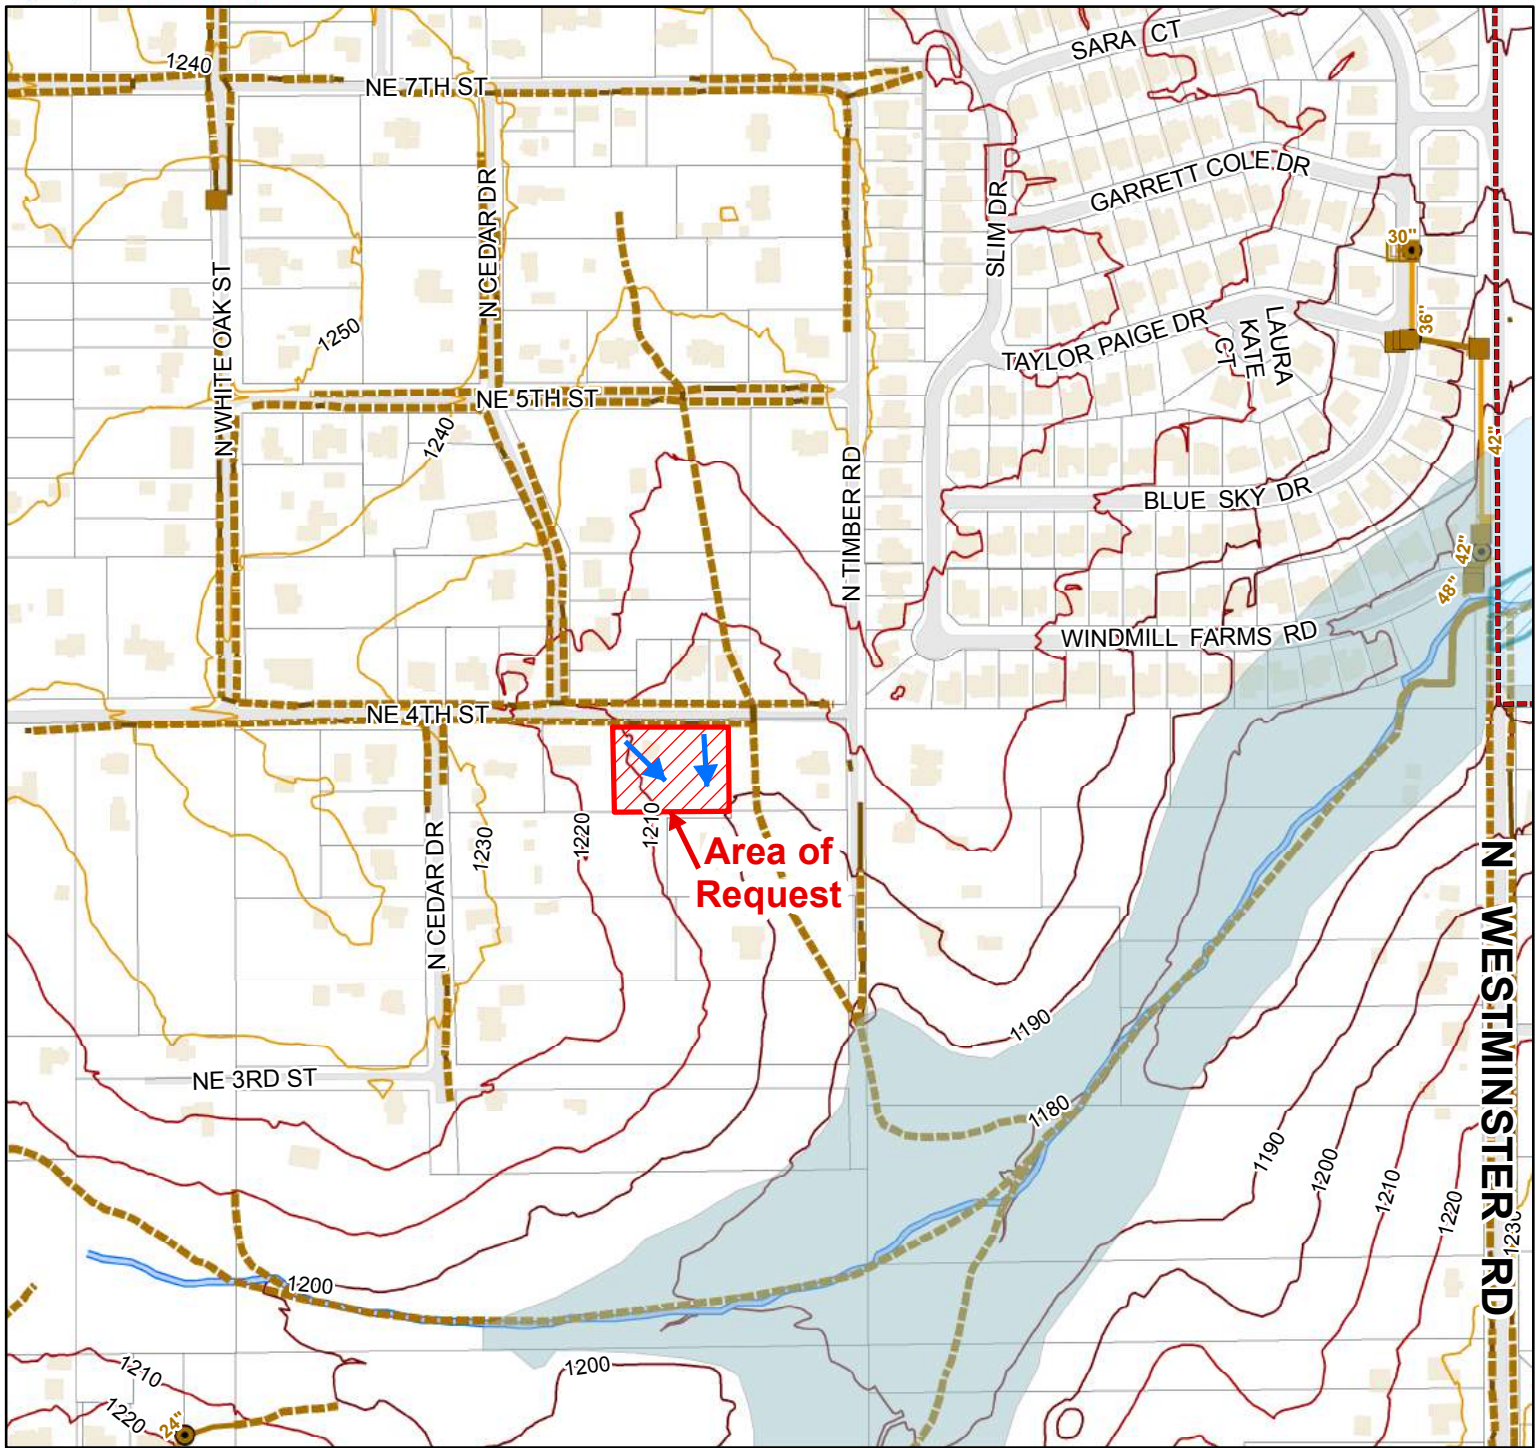 SARA CT
1240
NE 7TH ST
GARRETT COLE DR
N CEDAR DR
SLIM DR
30"
N WHITE OAK ST
1250
36"
TAYLOR PAIGE DR
LAURA
KATE
CT
NE 5TH ST
1240
42"
N TIMBER RD
BLUE SKY DR
42"
48"
WINDMILL FARMS RD
NE 4TH ST
1230
1220
1210
Area of
Request
N CEDAR DR
N WESTMINSTER RD
1190
NE 3RD ST
1180
1190
1200
1210
1220
1230
1200
1200
1210
1220
24"